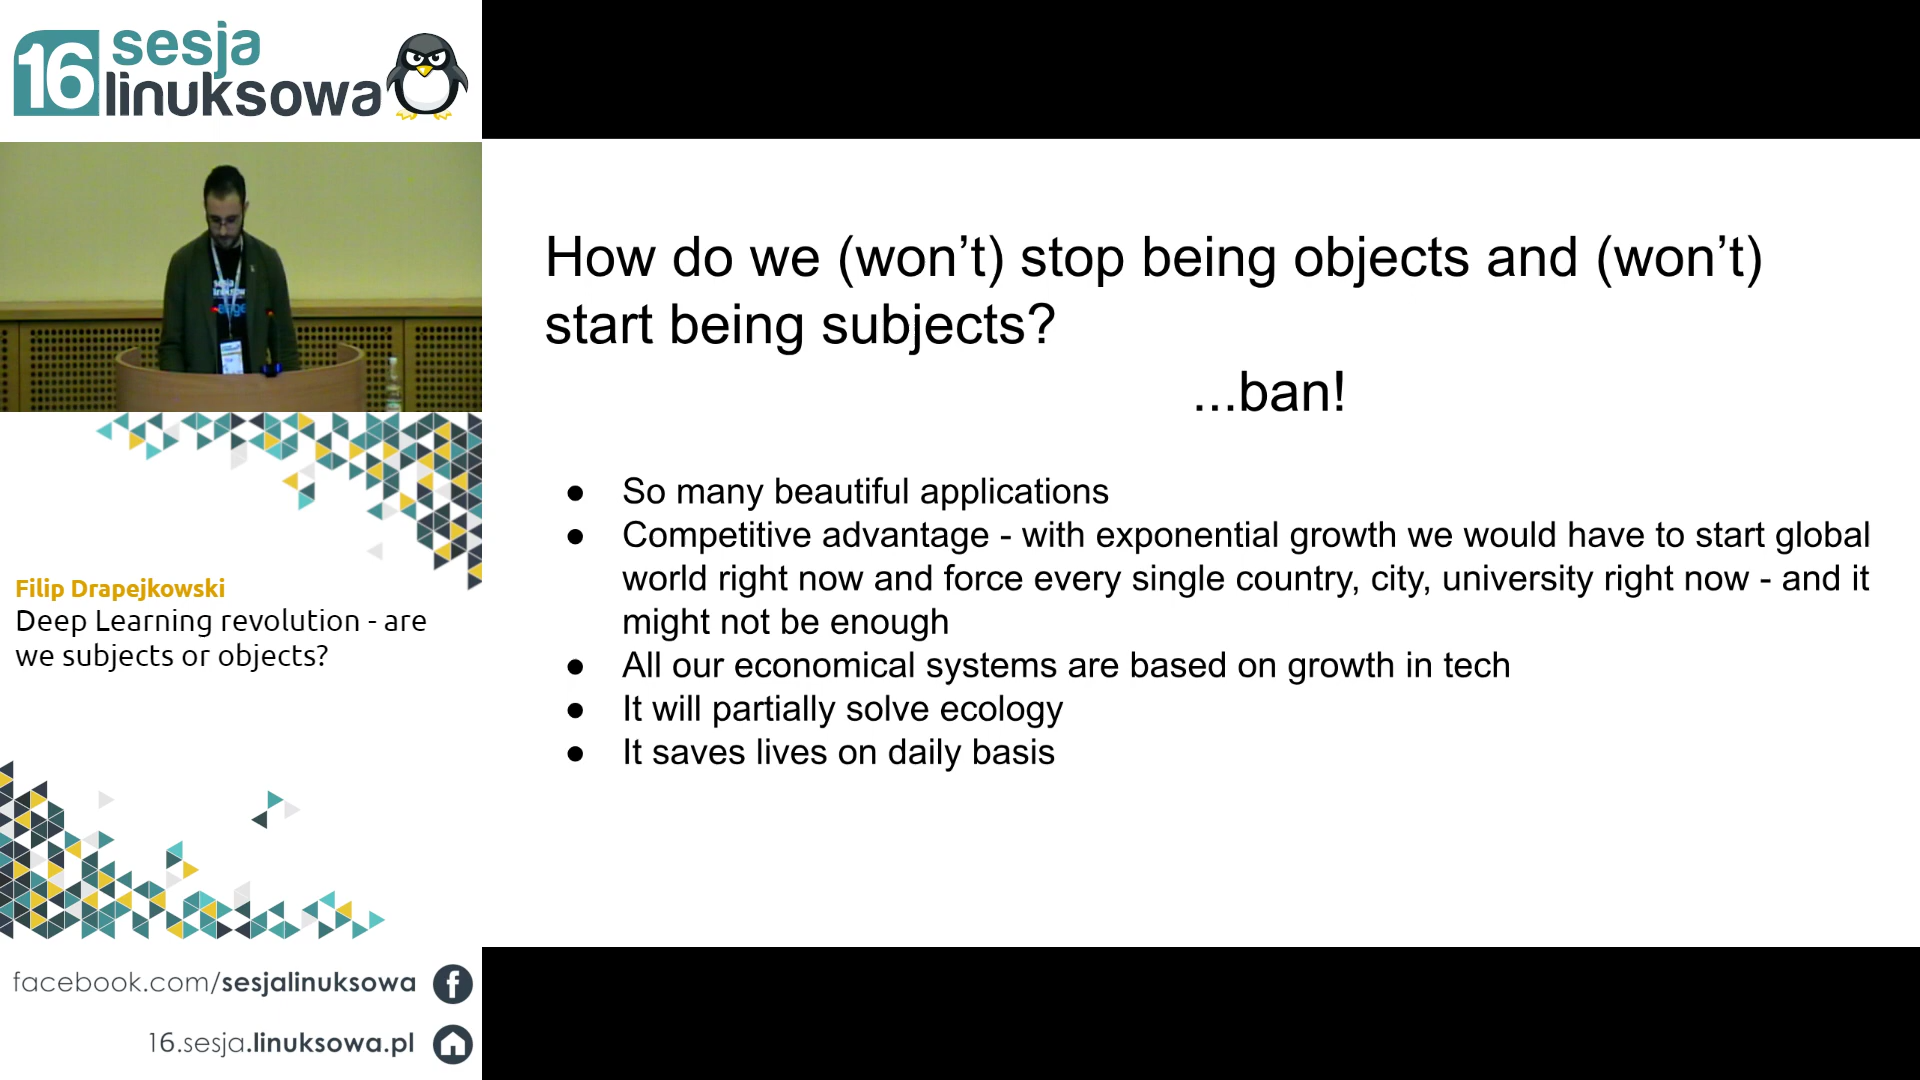 16 sesja
linuksowa
How do we (won’t) stop being objects and (won’t)
start being subjects?
...ban!
● So many beautiful applications
● Competitive advantage - with exponential growth we would have to start global
world right now and force every single country, city, university right now - and it
might not be enough
● All our economical systems are based on growth in tech
● It will partially solve ecology
● It saves lives on daily basis
Filip Drapejkowski
Deep Learning revolution - are
we subjects or objects?
facebook.com/sesjalinuksowa
16.sesja.linuksowa.pl